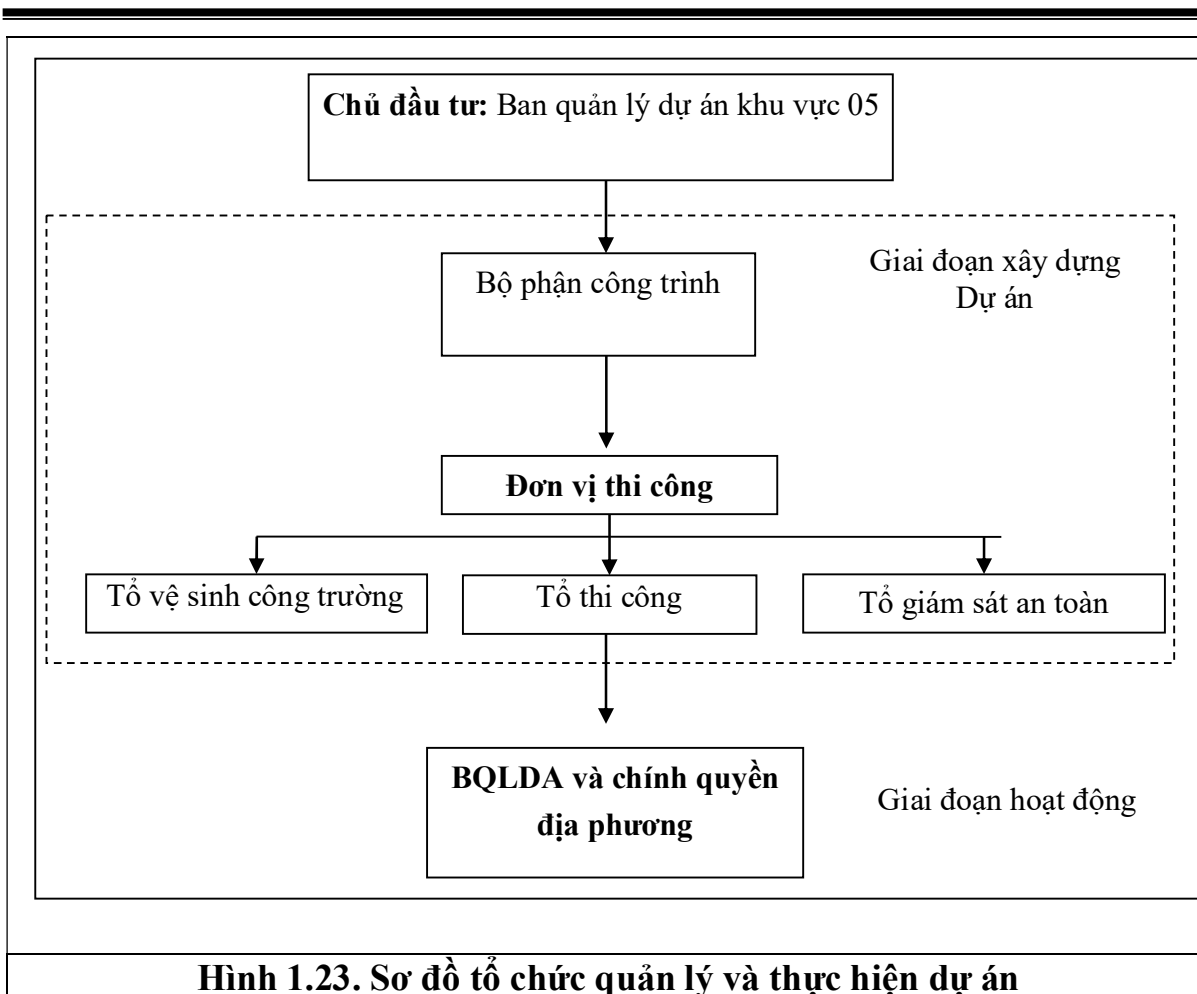 Chủ đầu tư: Ban quản lý dự án khu vực 05
Bộ phận công trình
Giai đoạn xây dựng
Dự án
Đơn vị thi công
Tổ vệ sinh công trường
Tổ thi công
Tổ giám sát an toàn
BQLDA và chính quyền
địa phương
Giai đoạn hoạt động
Hình 1.23. Sơ đồ tổ chức quản lý và thực hiện dự án